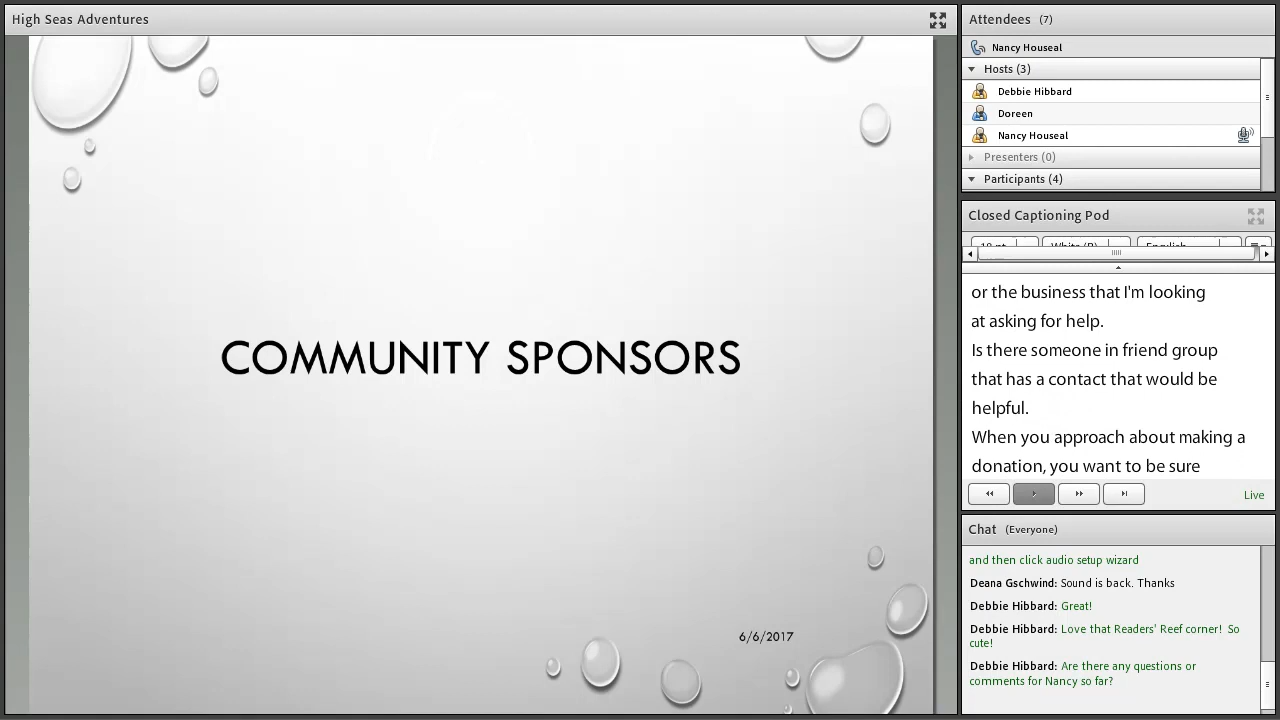 High Seas Adventures
COMMUNITY SPONSORS
6/6/2017
Attendees (7)
Nancy Houseal
Hosts (3)
Debbie Hibbard
Doreen
Nancy Houseal
Presenters (0)
Participants (4)
Closed Captioning Pod
or the business that I'm looking
at asking for help.
Is there someone in friend group
that has a contact that would be
helpful.
When you approach about making a
donation, you want to be sure
Live
Chat (Everyone)
and then click audio setup wizard
Deana Gschwind: Sound is back. Thanks
Debbie Hibbard: Great!
Debbie Hibbard: Love that Readers' Reef corner! So
cute!
Debbie Hibbard: Are there any questions or
comments for Nancy so far?